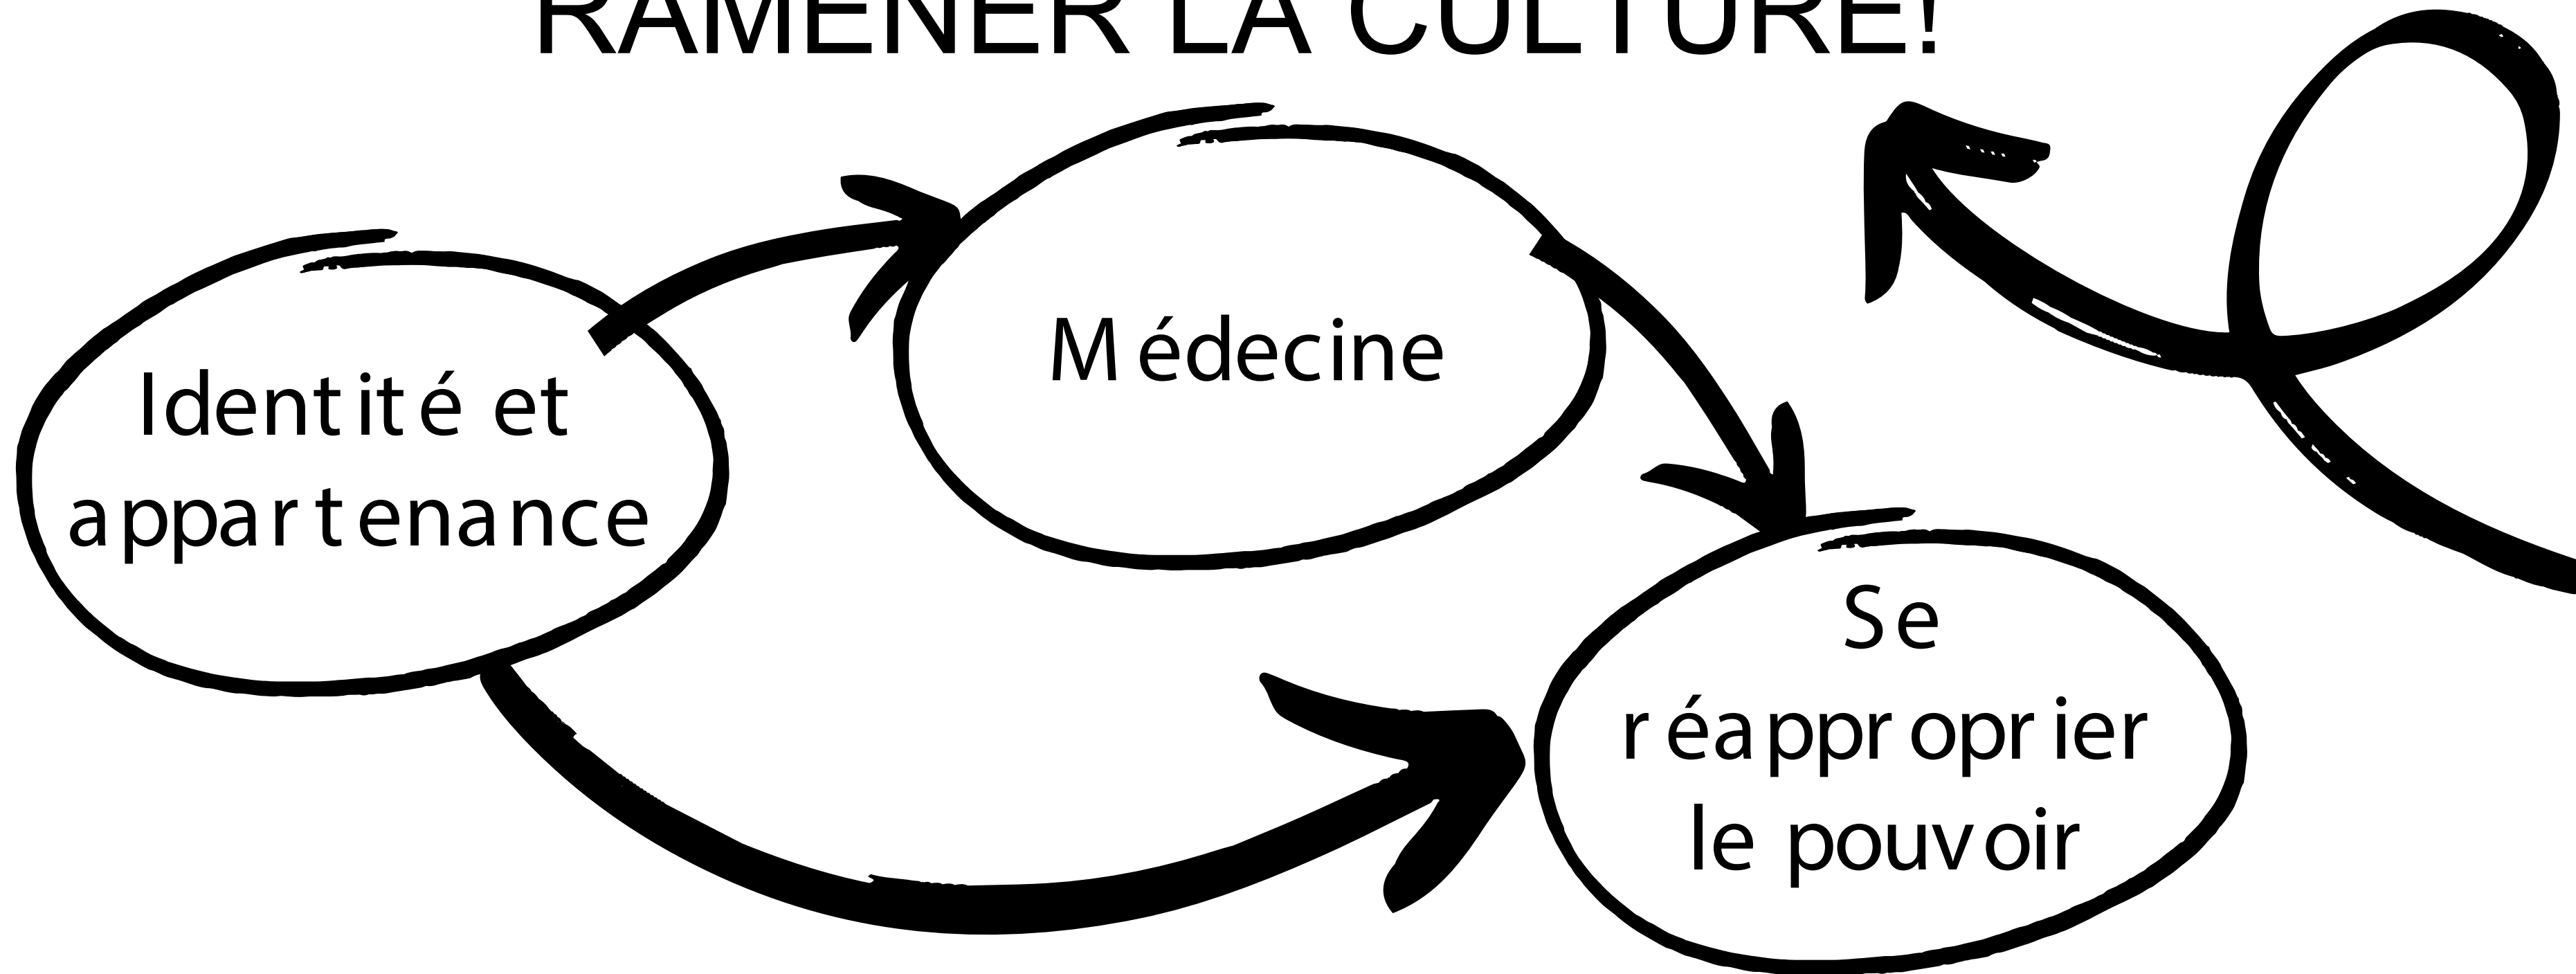 RAMENER LA CULTURE!
Médecine
Identité et
appartenance
Se
réapproprier
le pouvoir